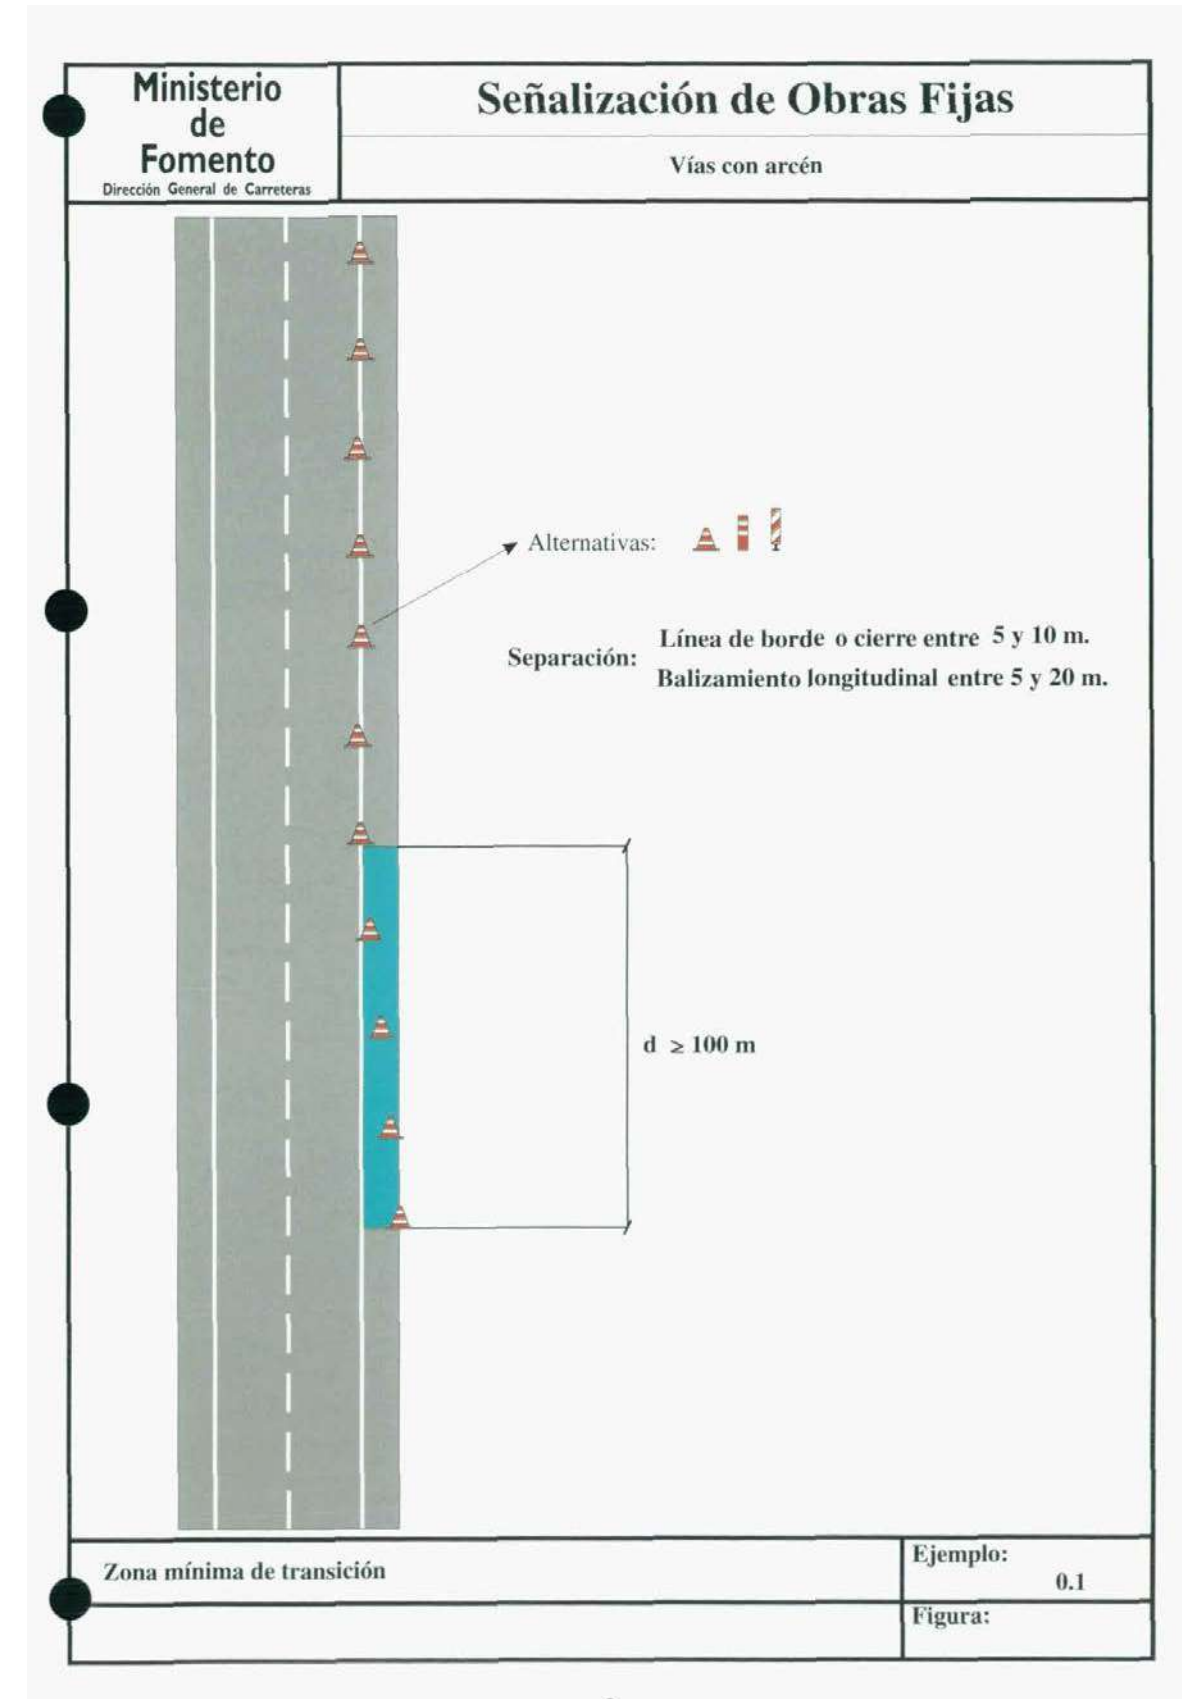 Ministerio
de
Fomento
Dirección General de Carreteras
Señalización de Obras Fijas
Vías con arcén
Alternativas:
Separación:
Línea de borde o cierre entre 5 y 10 m.
Balizamiento longitudinal entre 5 y 20 m.
d ≥ 100 m
Zona mínima de transición
Ejemplo:
0.1
Figura: